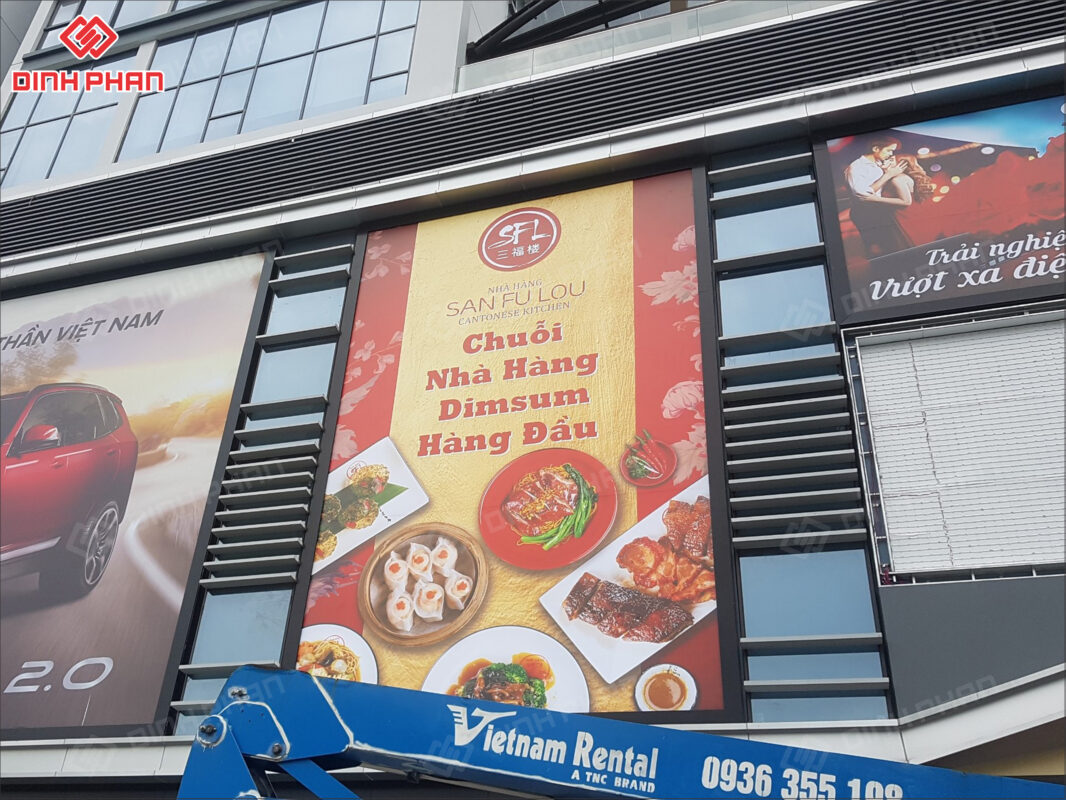 DINH PHAN
THẦN VIỆT NAM
2.0
SFL
三福楼
NHÀ HÀNG
SAN FU LOU
CANTONESE KITCHEN
Chuỗi
Nhà Hàng
Dimsum
Hàng Đầu
Trải nghiệ
Vượt xa điệ
Vietnam Rental
A TNC BRAND
0936 355 108